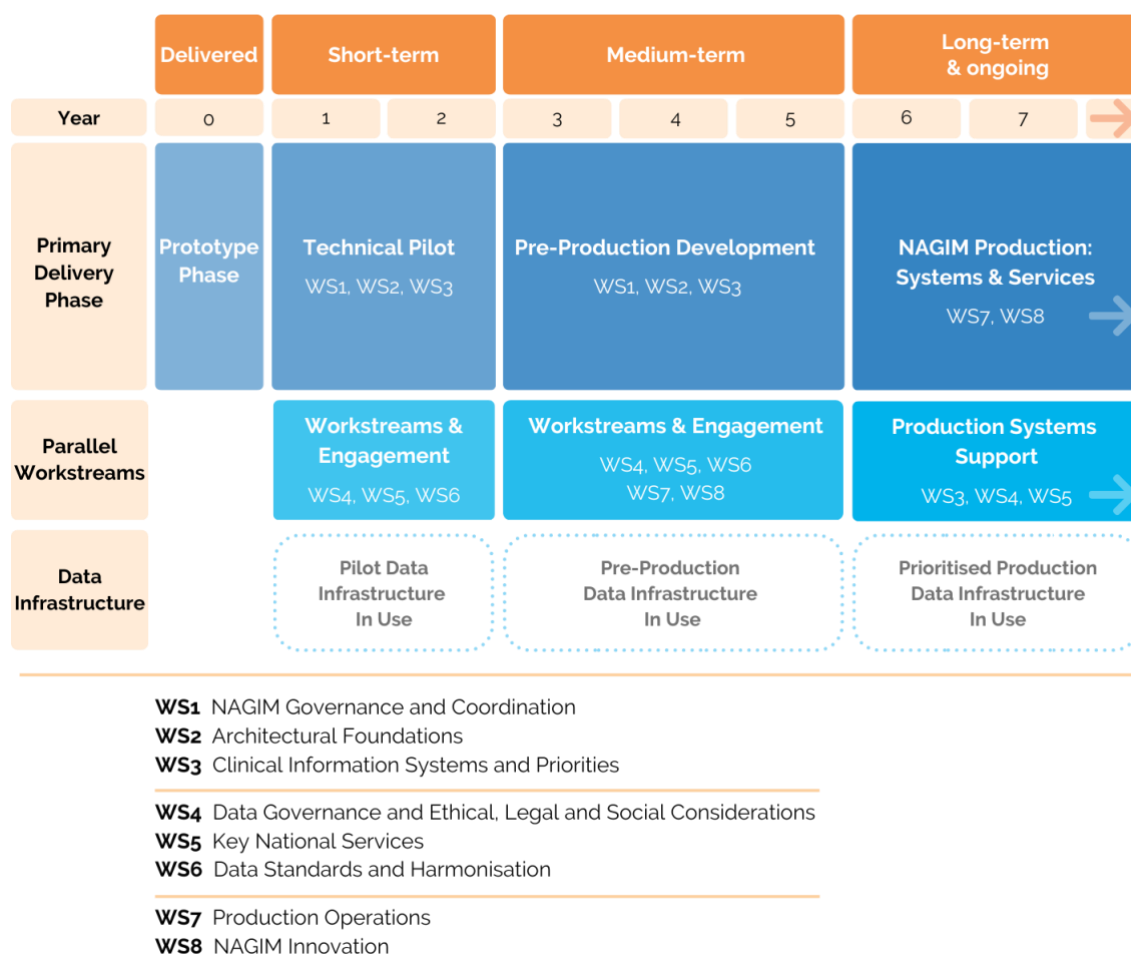 Delivered
Short-term
Medium-term
Long-term
& ongoing
Year
0
1
2
3
4
5
6
7
Primary
Delivery
Phase
Prototype
Phase
Technical Pilot
WS1, WS2, WS3
Pre-Production Development
WS1, WS2, WS3
NAGIM Production:
Systems & Services
WS7, WS8
Parallel
Workstreams
Workstreams &
Engagement
WS4, WS5, WS6
Workstreams & Engagement
WS4, WS5, WS6
WS7, WS8
Production Systems
Support
WS3, WS4, WS5
Data
Infrastructure
Pilot Data
Infrastructure
In Use
Pre-Production
Data Infrastructure
In Use
Prioritised Production
Data Infrastructure
In Use
WS1 NAGIM Governance and Coordination
WS2 Architectural Foundations
WS3 Clinical Information Systems and Priorities
WS4 Data Governance and Ethical, Legal and Social Considerations
WS5 Key National Services
WS6 Data Standards and Harmonisation
WS7 Production Operations
WS8 NAGIM Innovation